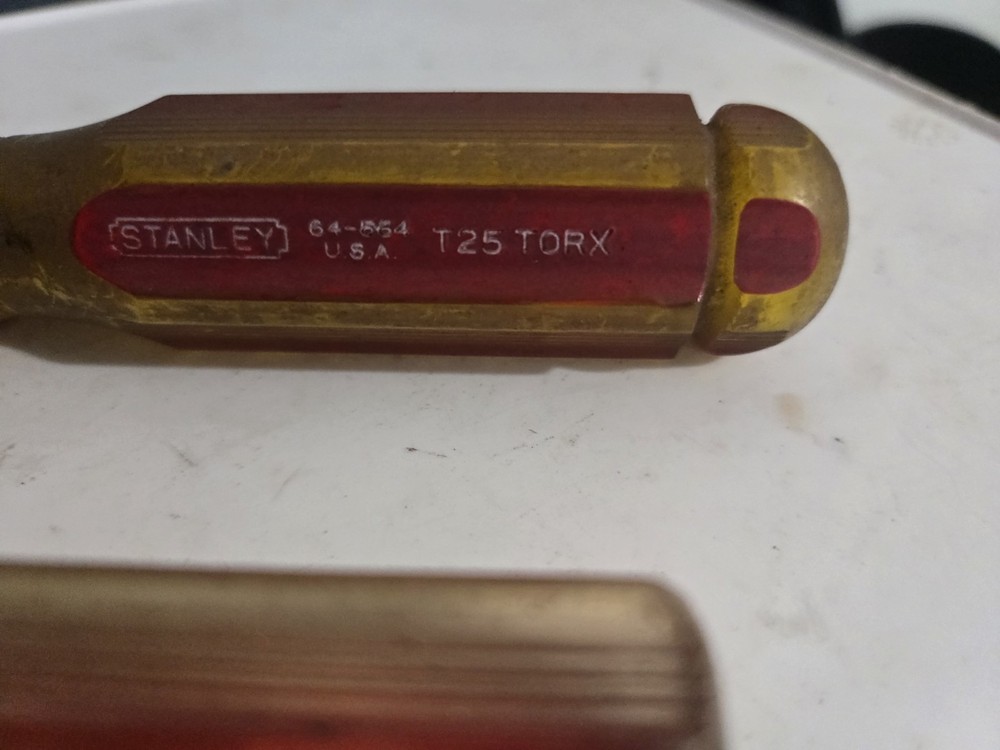 STANLEY
64-554
U.S.A.
T25 TORX